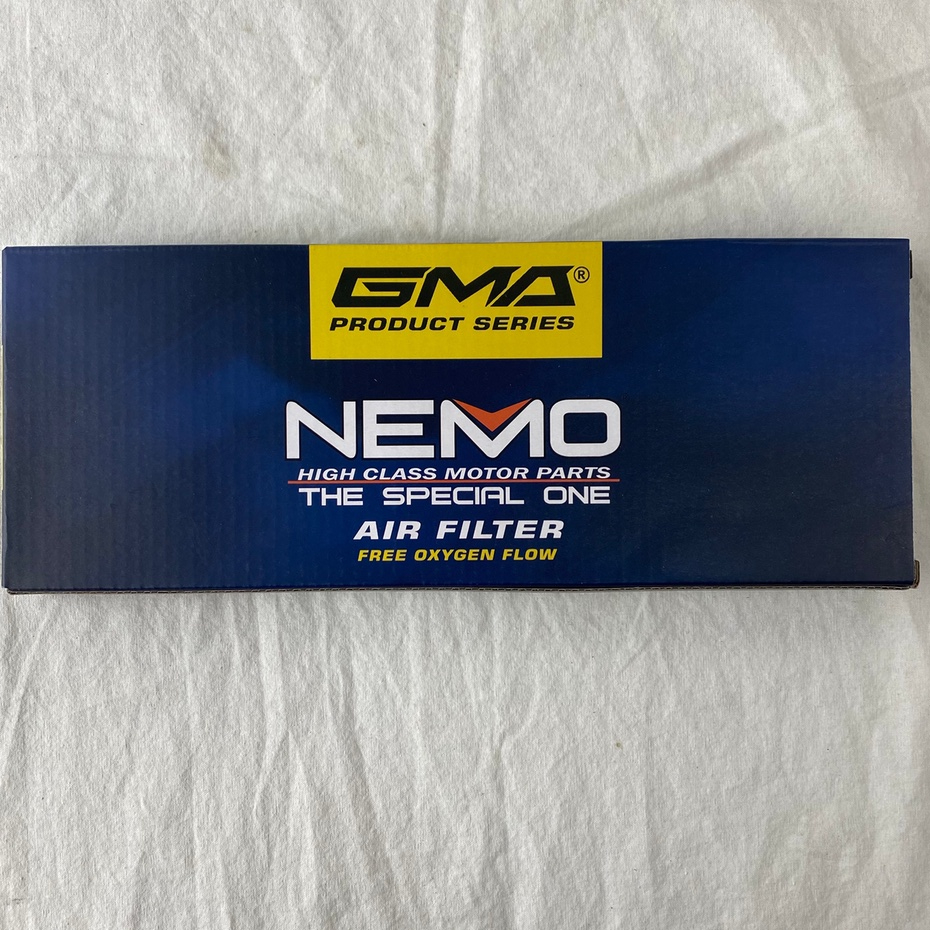 GMA®
PRODUCT SERIES
NEMO
HIGH CLASS MOTOR PARTS
THE SPECIAL ONE
AIR FILTER
FREE OXYGEN FLOW